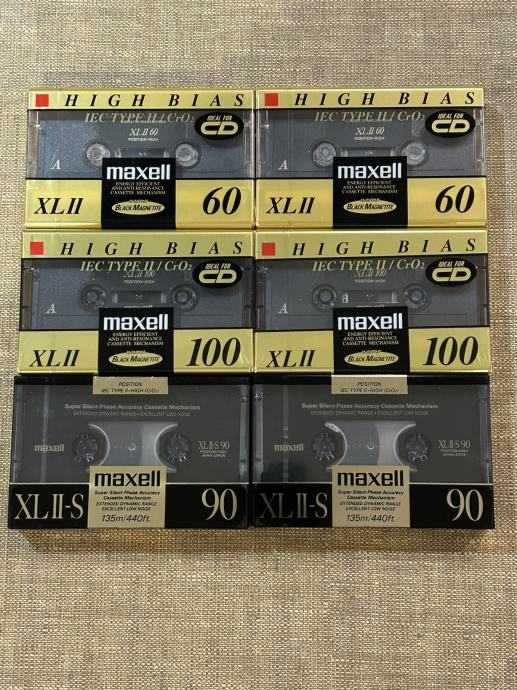 HIGH BIAS
IEC TYPE II / CrO2
IDEAL FOR
CD
XLII 60
POSITION•HIGH
A
maxell
ENERGY EFFICIENT
AND ANTI-RESONANCE
CASSETTE MECHANISM
BLACK MAGNETITE
XLII
60
HIGH BIAS
IEC TYPE II / CrO2
IDEAL FOR
CD
XLII 60
POSITION•HIGH
A
maxell
ENERGY EFFICIENT
AND ANTI-RESONANCE
CASSETTE MECHANISM
BLACK MAGNETITE
XLII
60
HIGH BIAS
IEC TYPE II / CrO2
IDEAL FOR
CD
XLII 100
POSITION•HIGH
A
maxell
ENERGY EFFICIENT
AND ANTI-RESONANCE
CASSETTE MECHANISM
BLACK MAGNETITE
XLII
100
HIGH BIAS
IEC TYPE II / CrO2
IDEAL FOR
CD
XLII 100
POSITION•HIGH
A
maxell
ENERGY EFFICIENT
AND ANTI-RESONANCE
CASSETTE MECHANISM
BLACK MAGNETITE
XLII
100
POSITION
IEC TYPE II•HIGH (CrO2)
Super Silent-Phase Accuracy Cassette Mechanism
EXTENDED DYNAMIC RANGE • EXCELLENT LOW NOISE
maxell
XLII-S 90
POSITION•HIGH
maxell
Super Silent-Phase Accuracy
Cassette Mechanism
EXTENDED DYNAMIC RANGE
EXCELLENT LOW NOISE
135m/440ft.
XLII-S
90
POSITION
IEC TYPE II•HIGH (CrO2)
Super Silent-Phase Accuracy Cassette Mechanism
EXTENDED DYNAMIC RANGE • EXCELLENT LOW NOISE
maxell
XLII-S 90
POSITION•HIGH
maxell
Super Silent-Phase Accuracy
Cassette Mechanism
EXTENDED DYNAMIC RANGE
EXCELLENT LOW NOISE
135m/440ft.
XLII-S
90